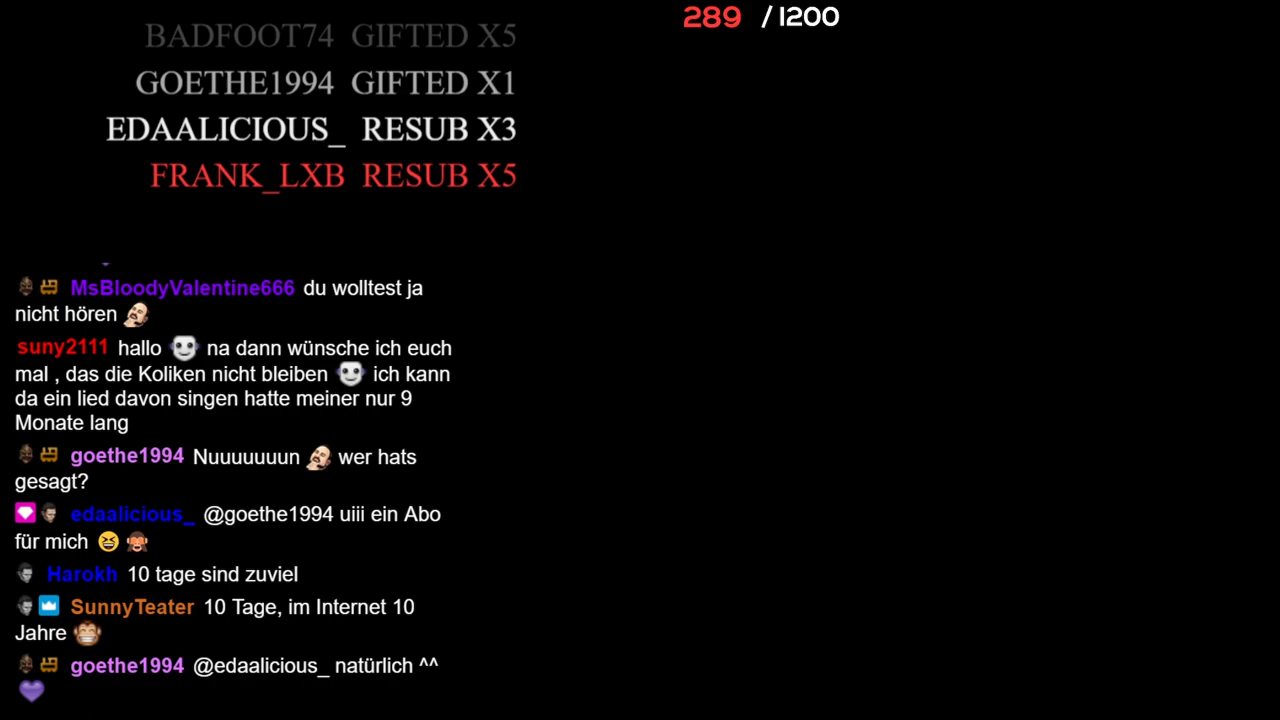 BADFOOT74 GIFTED X5
289 /1200
GOETHE1994 GIFTED X1
EDAALICIOUS_ RESUB X3
FRANK_LXB RESUB X5
MsBloodyValentine666 du wolltest ja
nicht hören
suny2111 hallo na dann wünsche ich euch
mal , das die Koliken nicht bleiben ich kann
da ein lied davon singen hatte meiner nur 9
Monate lang
goethe1994 Nuuuuuuun wer hats
gesagt?
edaalicious_ @goethe1994 uiii ein Abo
für mich 😆 🙈
Harokh 10 tage sind zuviel
SunnyTeater 10 Tage, im Internet 10
Jahre
goethe1994 @edaalicious_ natürlich ^^
💜